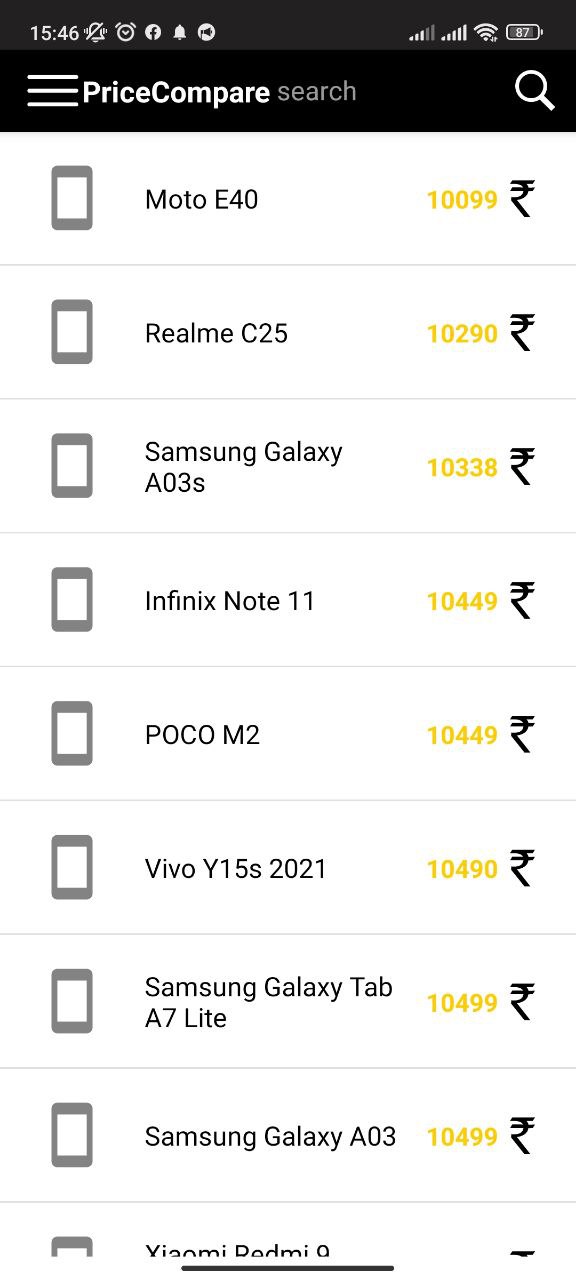 15:46 87
PriceCompare search
Moto E40 10099 ₹
Realme C25 10290 ₹
Samsung Galaxy
A03s 10338 ₹
Infinix Note 11 10449 ₹
POCO M2 10449 ₹
Vivo Y15s 2021 10490 ₹
Samsung Galaxy Tab
A7 Lite 10499 ₹
Samsung Galaxy A03 10499 ₹
Xiaomi Redmi 9